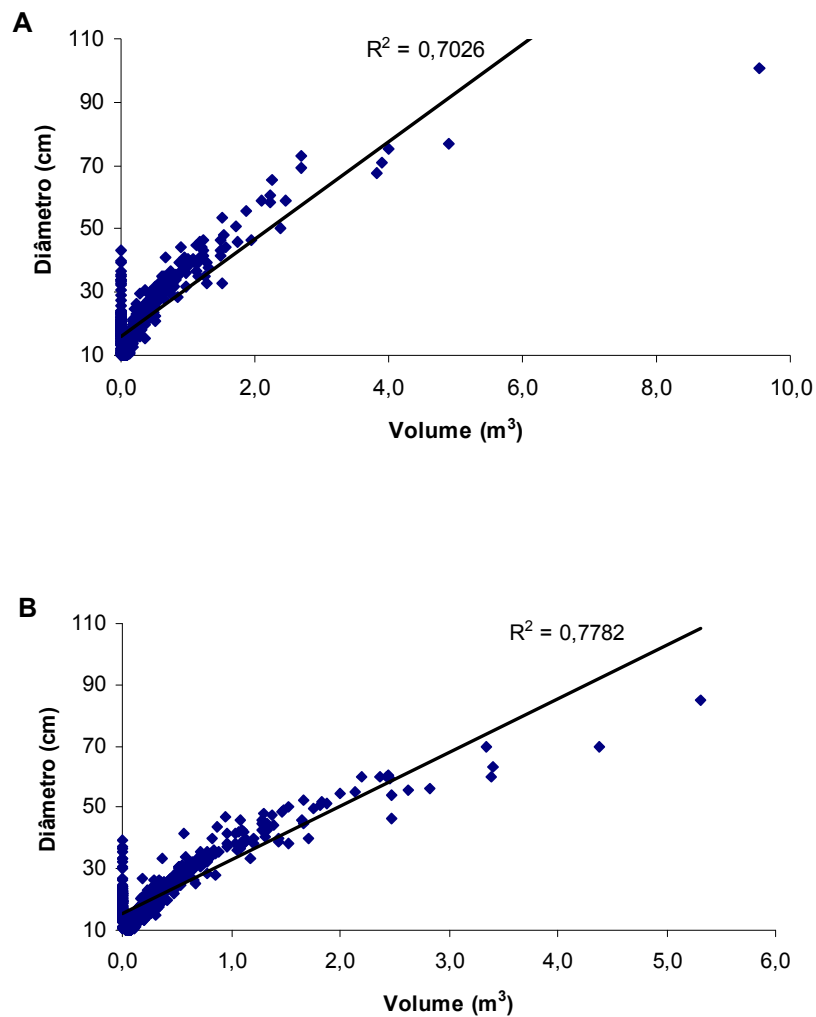 A
R² = 0,7026
110
90
70
50
30
10
Diâmetro (cm)
0,0 2,0 4,0 6,0 8,0 10,0
Volume (m³)
B
R² = 0,7782
110
90
70
50
30
10
Diâmetro (cm)
0,0 1,0 2,0 3,0 4,0 5,0 6,0
Volume (m³)